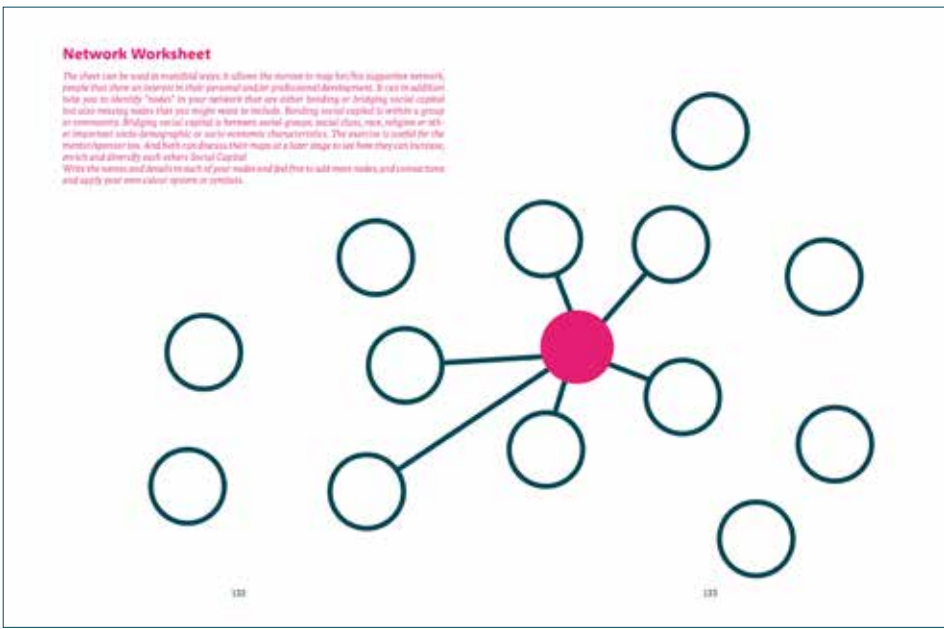 Network Worksheet
The sheet can be used in manifold ways. It allows the mentee to map her/his supportive network,
people that show an interest in their personal and/or professional development. It can in addition
help you to identify "nodes" in your network that are either bonding or bridging social capital
but also missing nodes that you might want to include. Bonding social capital is within a group
or community. Bridging social capital is between social groups, social class, race, religion or oth-
er important socio-demographic or socio-economic characteristics. The exercise is useful for the
mentor/sponsor too. And both can discuss their maps at a later stage to see how they can increase,
enrich and diversify each others Social Capital
Write the names and details to each of your nodes and feel free to add more nodes, and connections
and apply your own colour system or symbols.